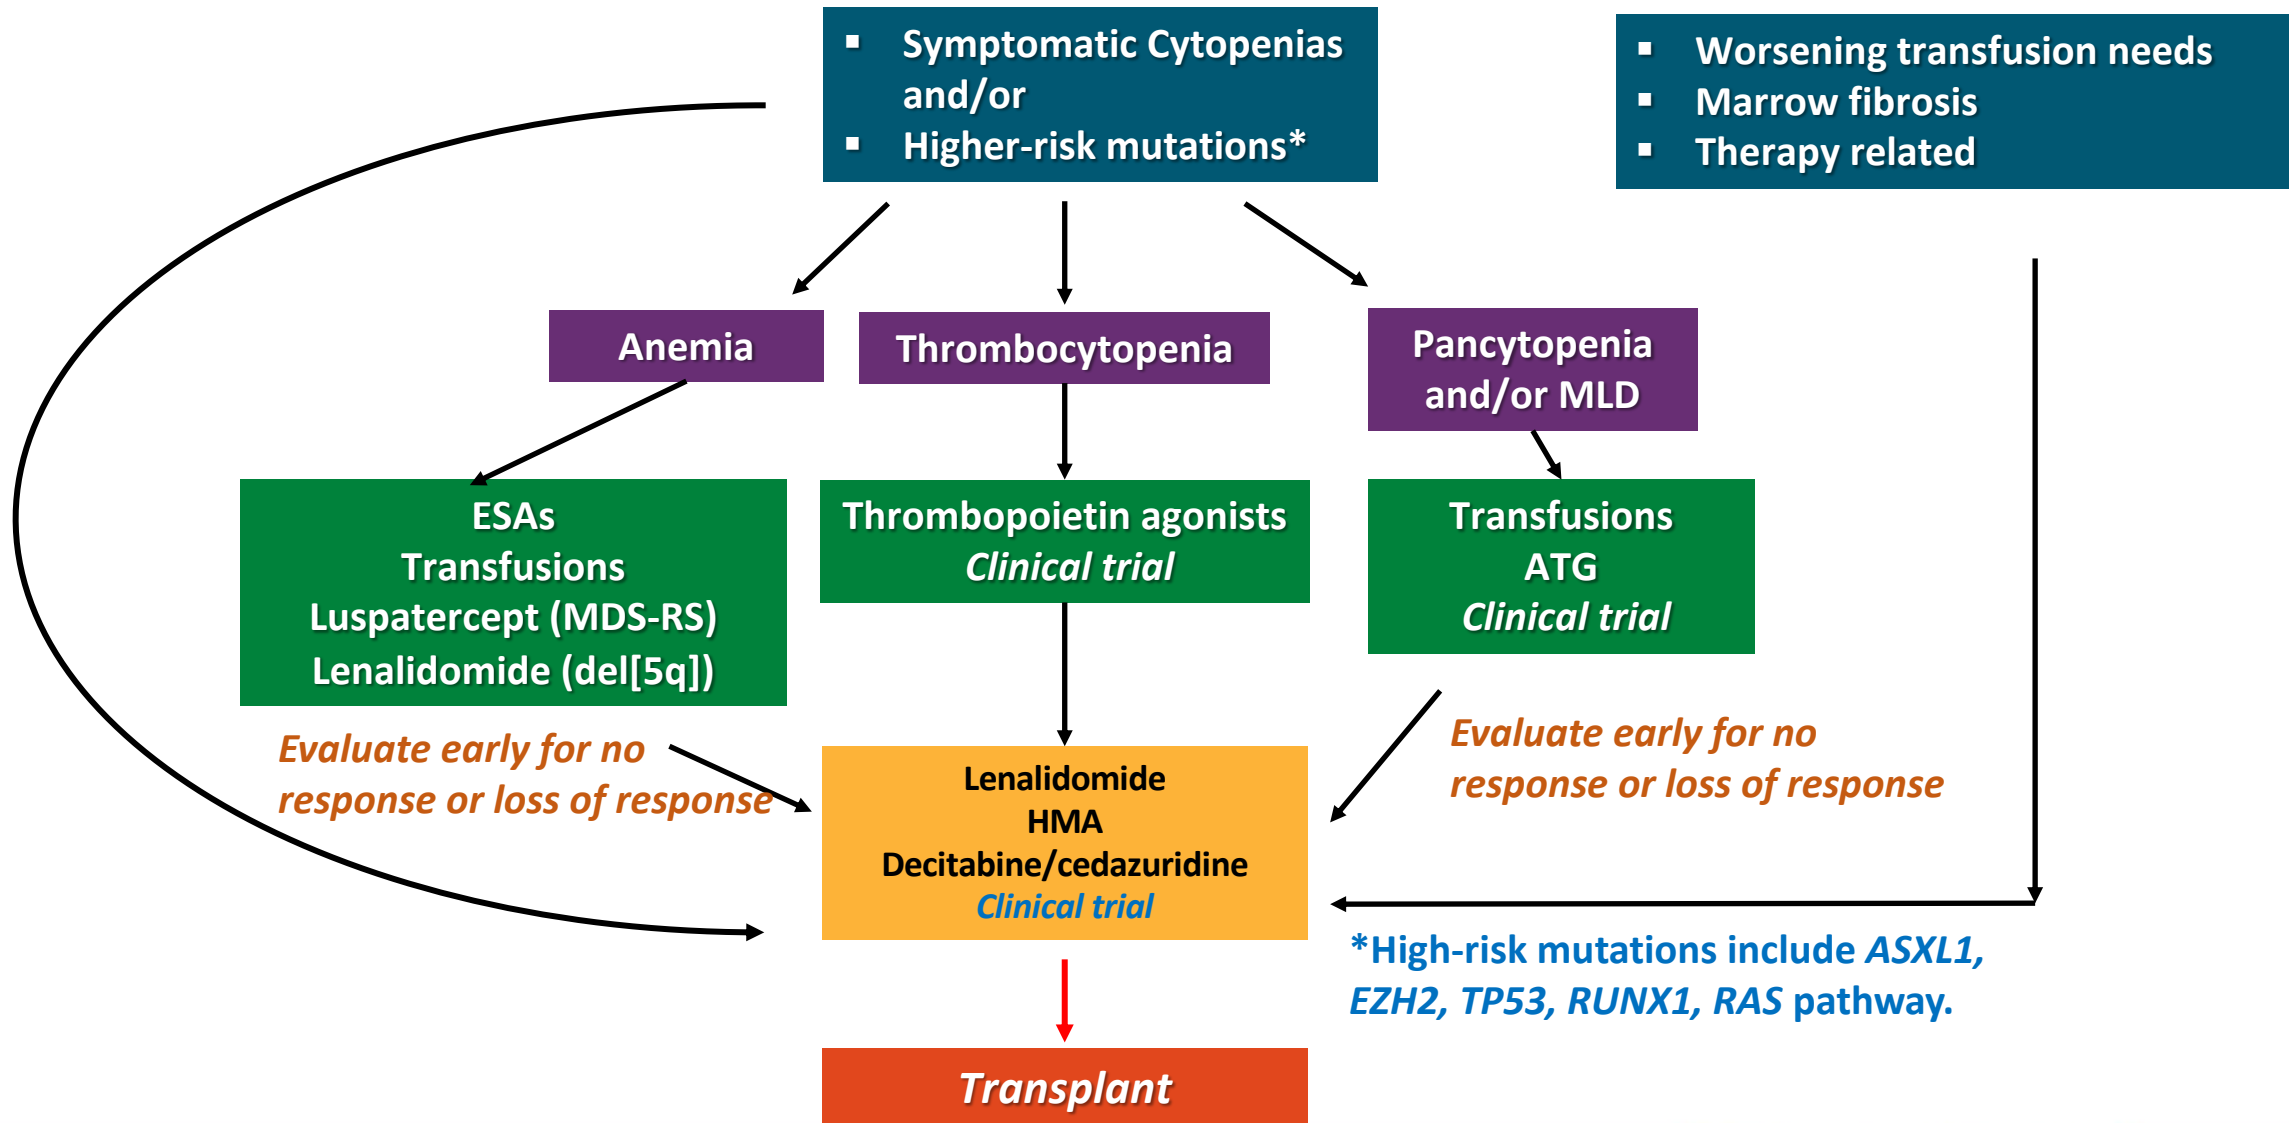 ▪ Symptomatic Cytopenias
and/or
▪ Higher-risk mutations*
▪ Worsening transfusion needs
▪ Marrow fibrosis
▪ Therapy related
Anemia
Thrombocytopenia
Pancytopenia
and/or MLD
ESAs
Transfusions
Luspatercept (MDS-RS)
Lenalidomide (del[5q])
Thrombopoietin agonists
Clinical trial
Transfusions
ATG
Clinical trial
Evaluate early for no
response or loss of response
Evaluate early for no
response or loss of response
Lenalidomide
HMA
Decitabine/cedazuridine
Clinical trial
*High-risk mutations include ASXL1,
EZH2, TP53, RUNX1, RAS pathway.
Transplant